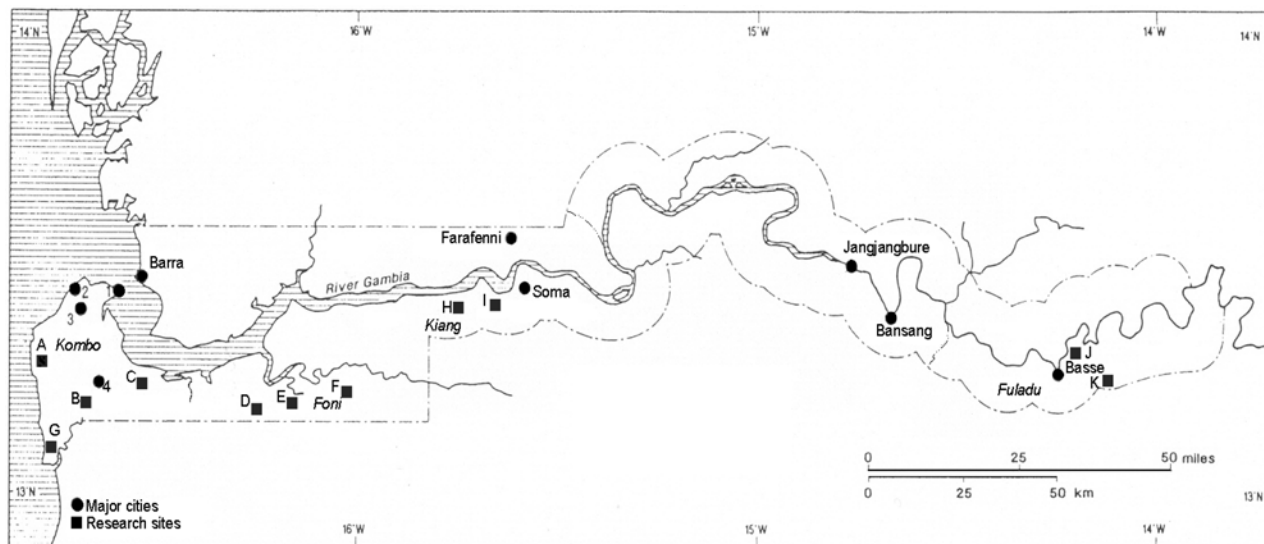 14°N
16°W
15°W
14°W
14°N
Farafenni
Jangjangbure
Barra
River Gambia
2
1
Soma
3
H
I
Kiang
Bansang
A
Kombo
J
4
C
Basse
B
F
Fuladu
K
D
E
Foni
G
0 25 50 miles
0 25 50 km
13°N
13°N
Major cities
Research sites
16°W
15°W
14°W